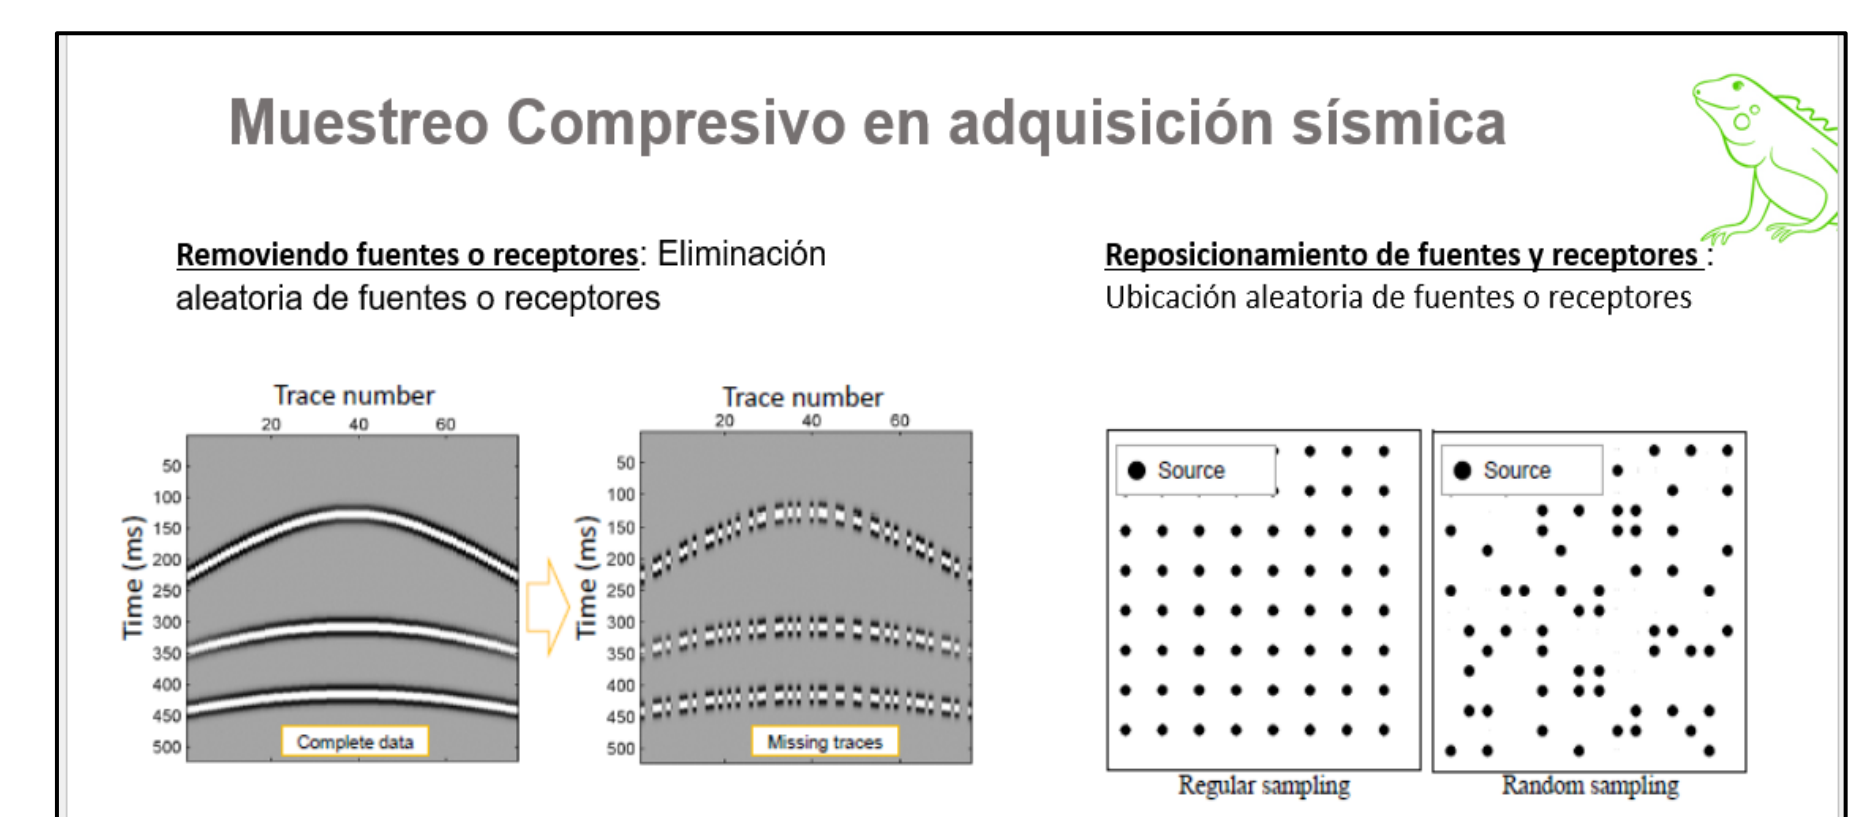 Muestreo Compresivo en adquisición sísmica
Removiendo fuentes o receptores: Eliminación
aleatoria de fuentes o receptores
Reposicionamiento de fuentes y receptores :
Ubicación aleatoria de fuentes o receptores
Trace number
20 40 60
Time (ms)
50
100
150
200
250
300
350
400
450
500
Complete data
Trace number
20 40 60
Time (ms)
50
100
150
200
250
300
350
400
450
500
Missing traces
Source
Regular sampling
Source
Random sampling